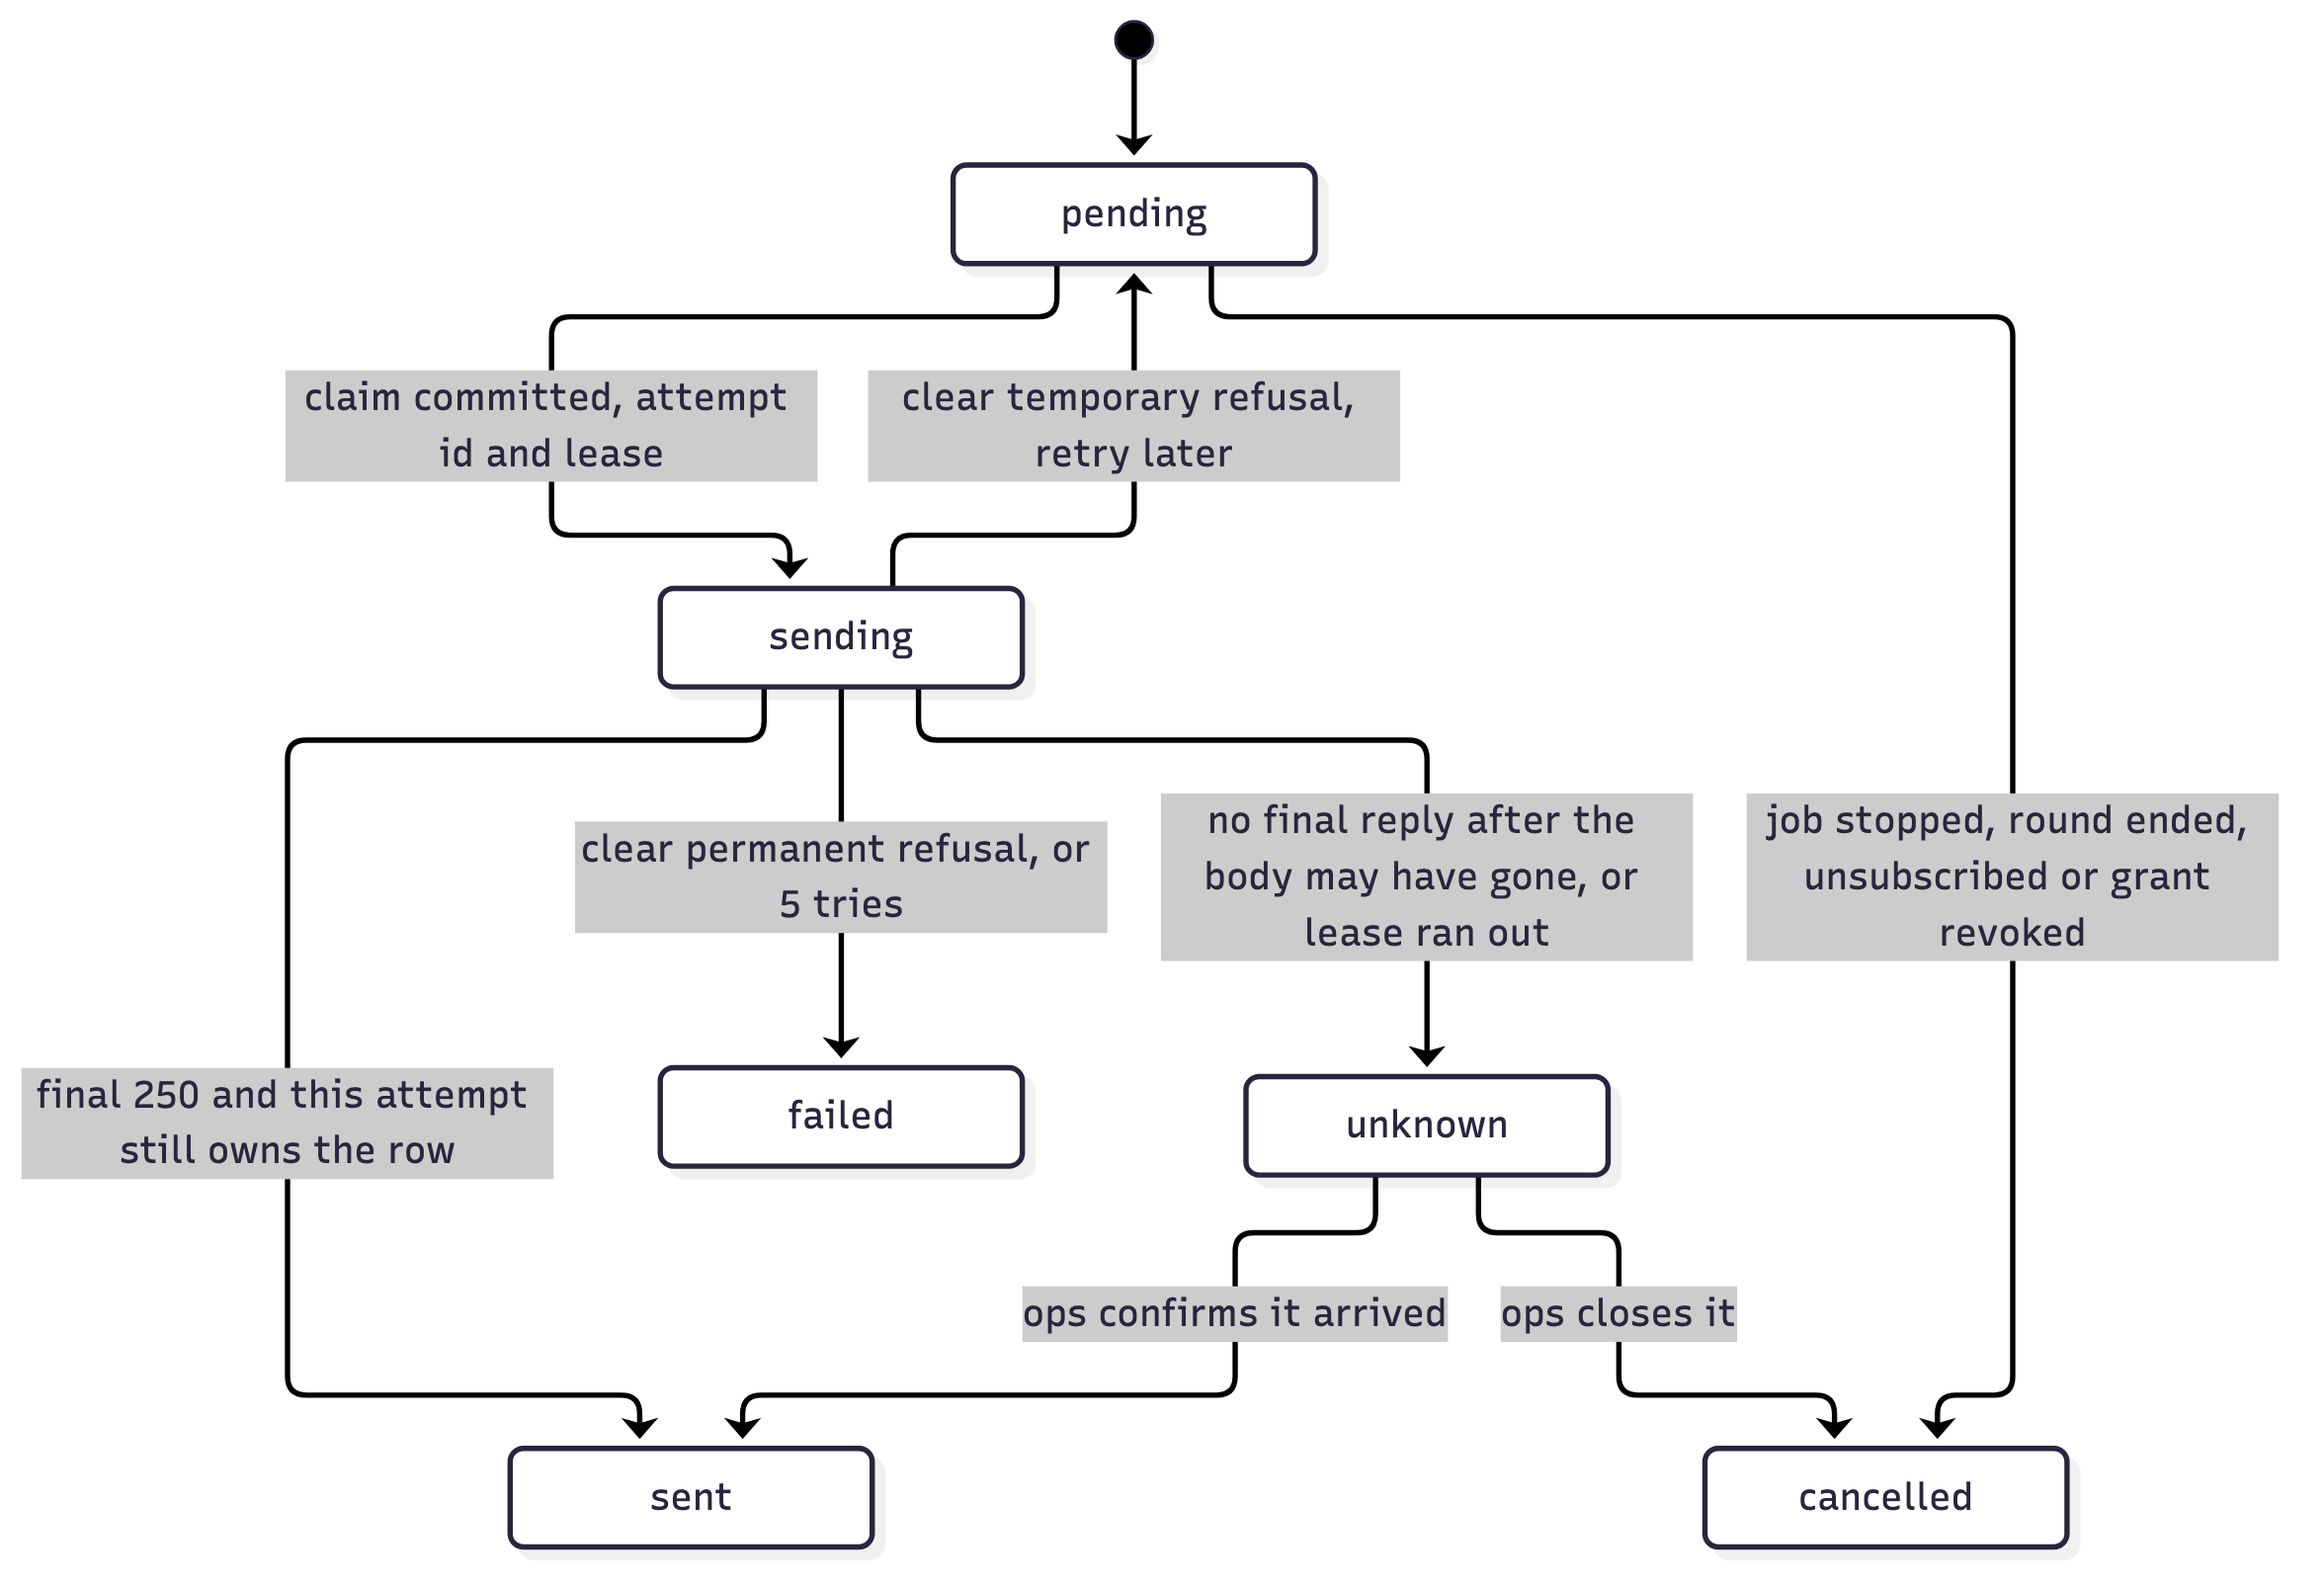 pending
claim committed, attempt
id and lease
clear temporary refusal,
retry later
sending
clear permanent refusal, or
5 tries
no final reply after the
body may have gone, or
lease ran out
job stopped, round ended,
unsubscribed or grant
revoked
final 250 and this attempt
still owns the row
failed
unknown
ops confirms it arrived
ops closes it
sent
cancelled